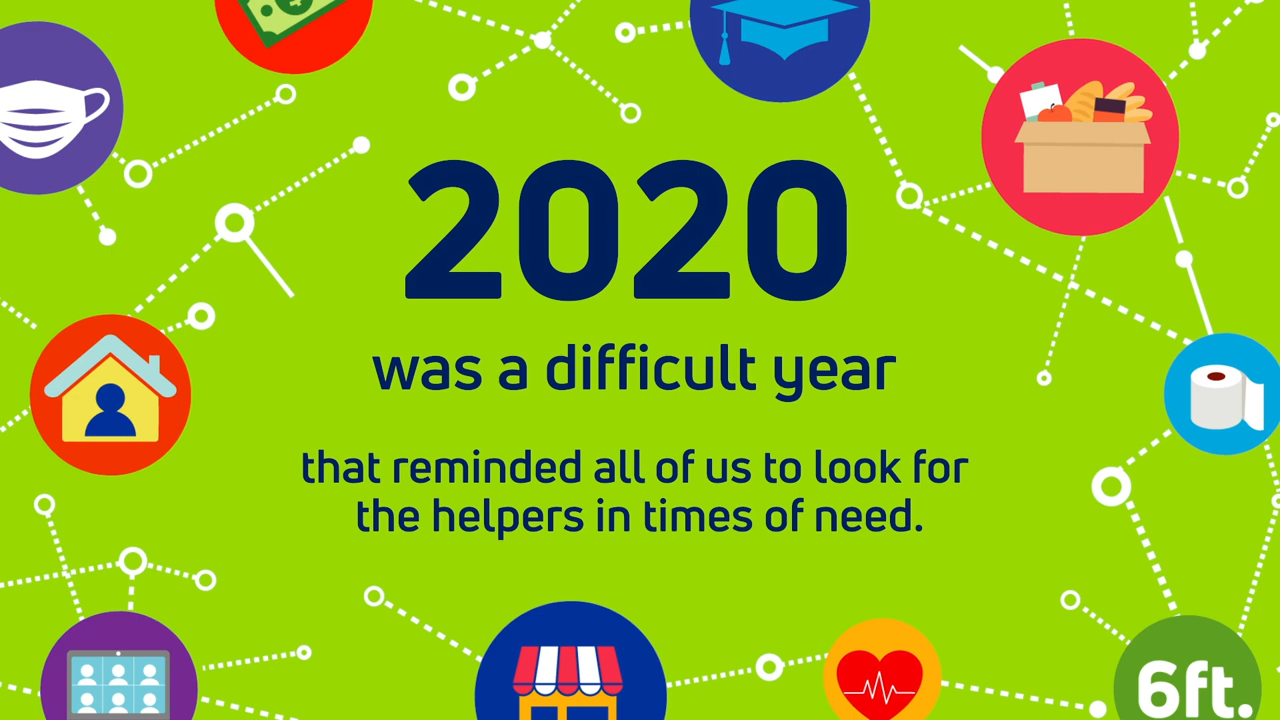 2020
was a difficult year
that reminded all of us to look for
the helpers in times of need.
6ft.